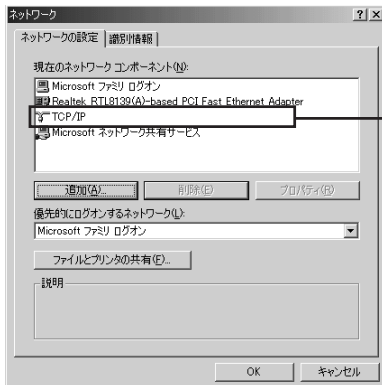 ネットワーク
ネットワークの設定 識別情報
現在のネットワーク コンポーネント(N):
Microsoft ファミリ ログオン
Realtek RTL8139(A)-based PCI Fast Ethernet Adapter
TCP/IP
Microsoft ネットワーク共有サービス
追加(A)... 削除(E) プロパティ(R)
優先的にログオンするネットワーク(L):
Microsoft ファミリ ログオン
ファイルとプリンタの共有(F)...
説明
OK キャンセル